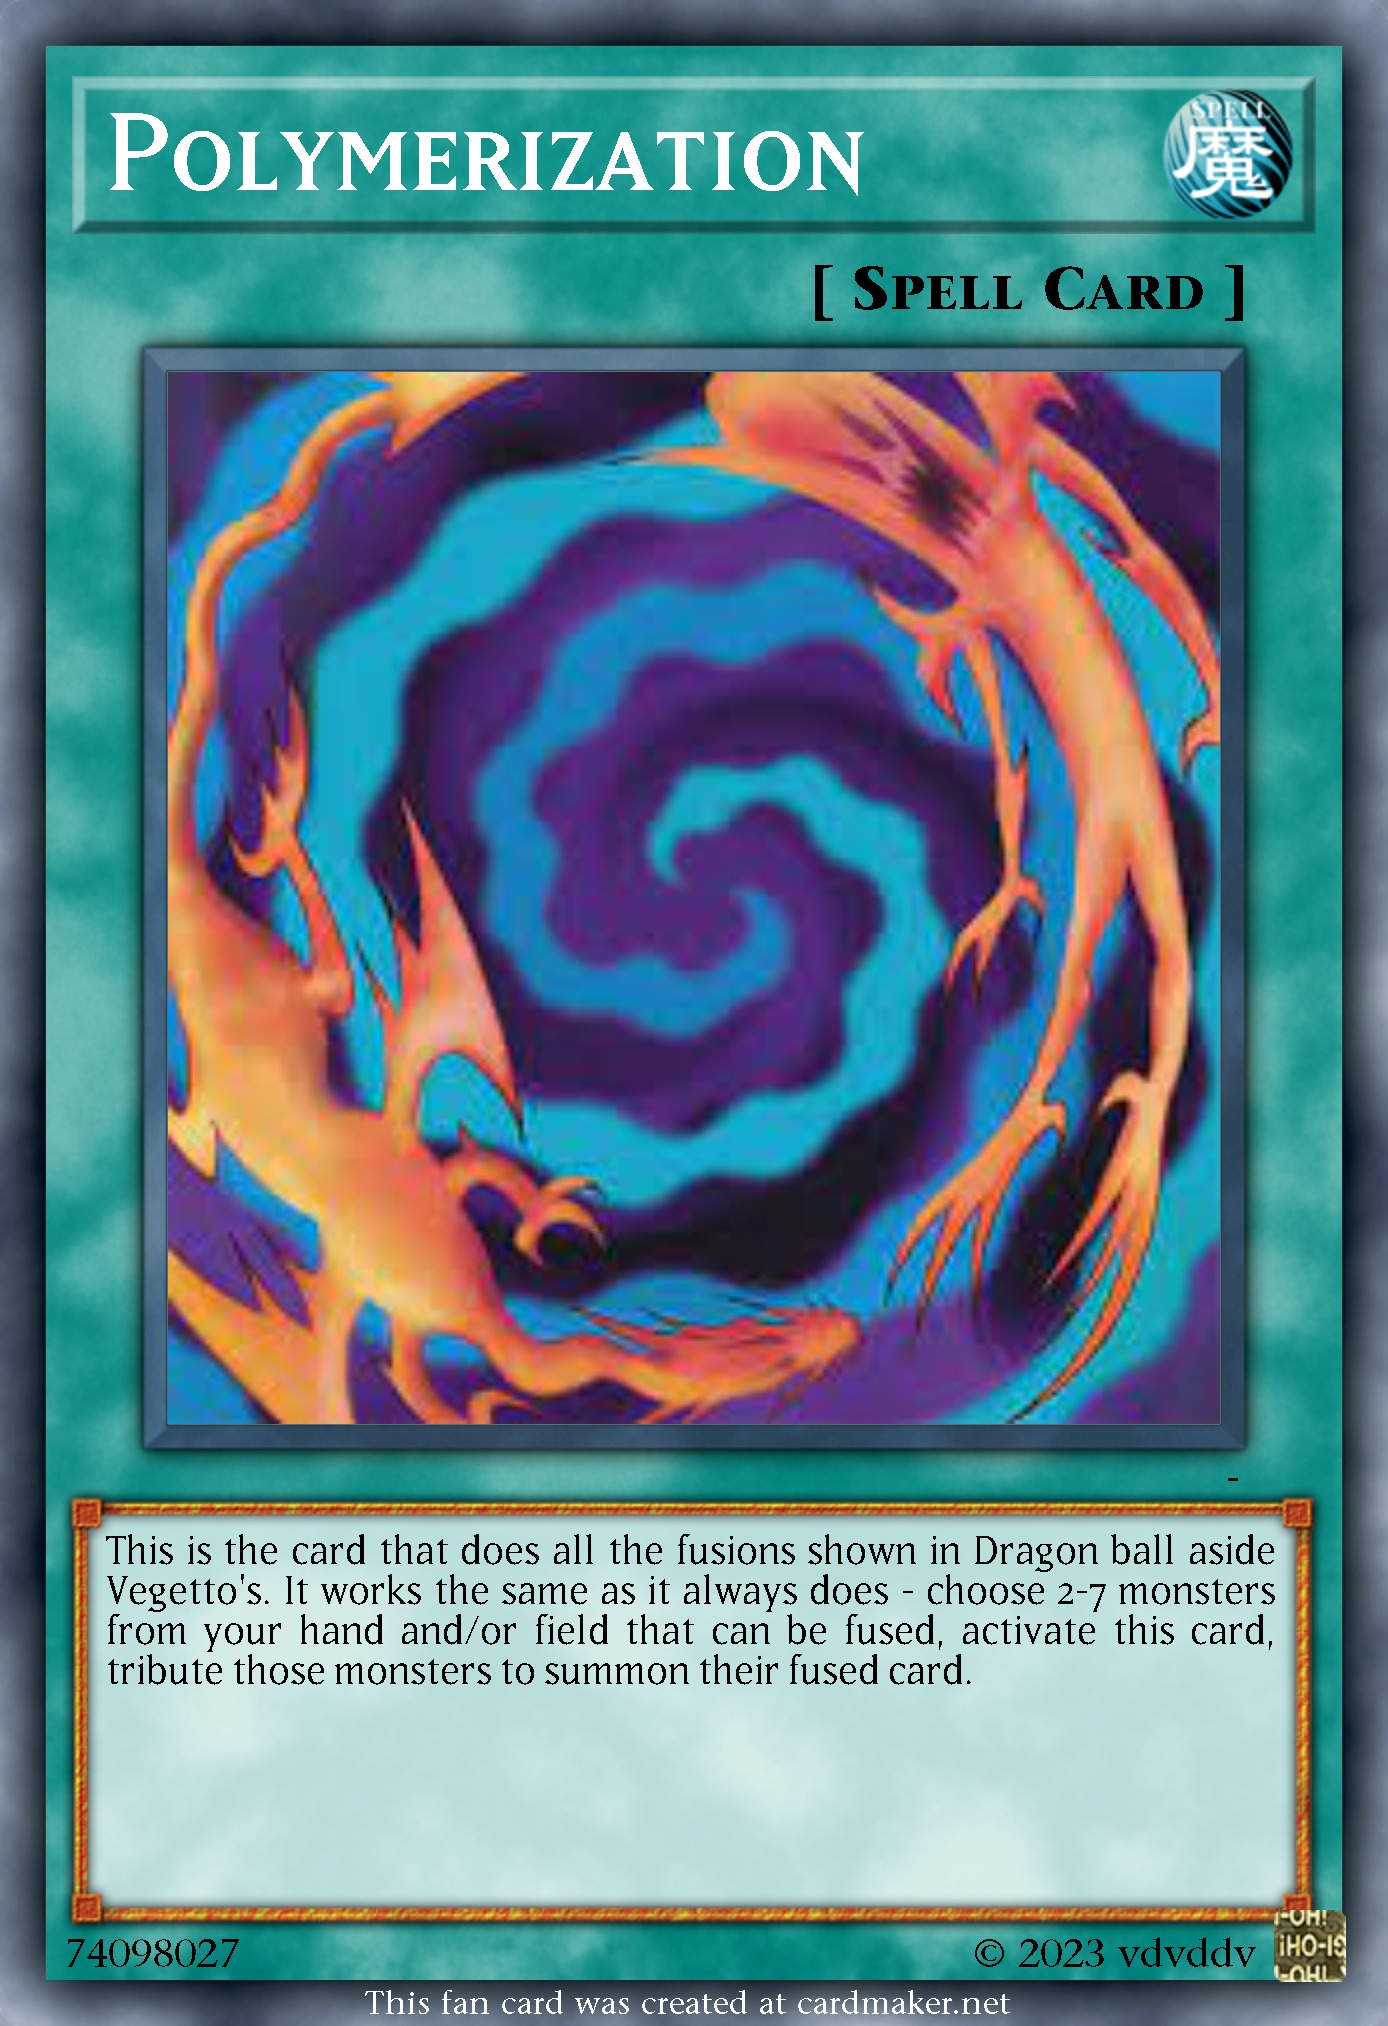 Polymerization
SPELL
魔
[ Spell Card ]
-
This is the card that does all the fusions shown in Dragon ball aside
Vegetto's. It works the same as it always does - choose 2-7 monsters
from your hand and/or field that can be fused, activate this card,
tribute those monsters to summon their fused card.
74098027
© 2023 vdvddv
This fan card was created at cardmaker.net